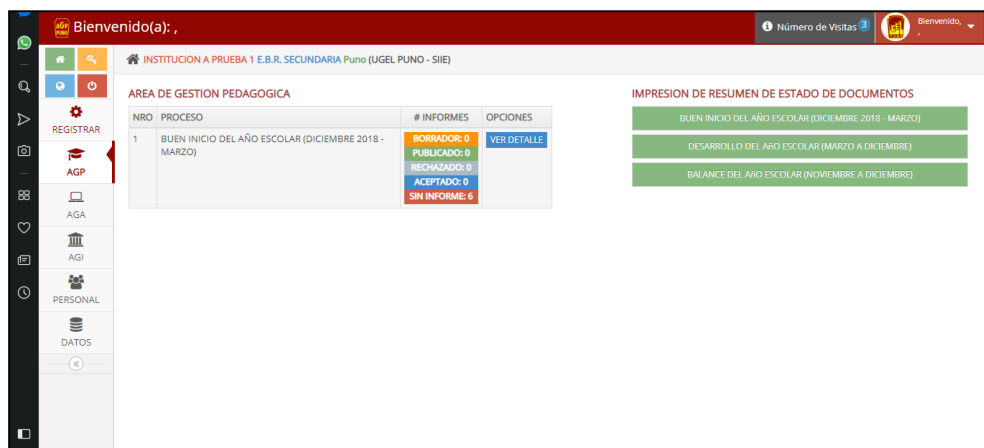 AGP
PUNO
Bienvenido(a): ,
Número de Visitas 3
Bienvenido,
,
INSTITUCION A PRUEBA 1 E.B.R. SECUNDARIA Puno (UGEL PUNO - SIIE)
REGISTRAR
AGP
AGA
AGI
PERSONAL
DATOS
AREA DE GESTION PEDAGOGICA
NRO PROCESO # INFORMES OPCIONES
1 BUEN INICIO DEL AÑO ESCOLAR (DICIEMBRE 2018 -
MARZO)
BORRADOR: 0
PUBLICADO: 0
RECHAZADO: 0
ACEPTADO: 0
SIN INFORME: 6
VER DETALLE
IMPRESION DE RESUMEN DE ESTADO DE DOCUMENTOS
BUEN INICIO DEL AÑO ESCOLAR (DICIEMBRE 2018 - MARZO)
DESARROLLO DEL AñO ESCOLAR (MARZO A DICIEMBRE)
BALANCE DEL AñO ESCOLAR (NOVIEMBRE A DICIEMBRE)